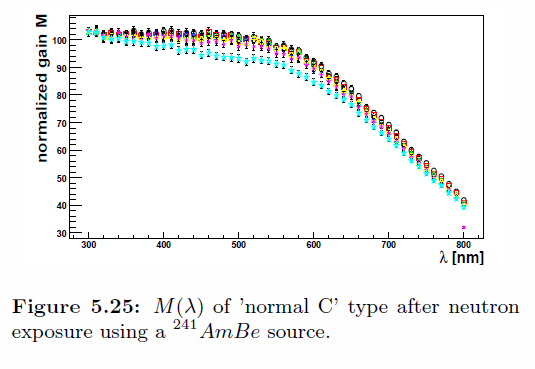 normalized gain M
100
90
80
70
60
50
40
30
300 400 500 600 700 800
λ [nm]
Figure 5.25: M(λ) of 'normal C' type after neutron
exposure using a ²⁴¹AmBe source.